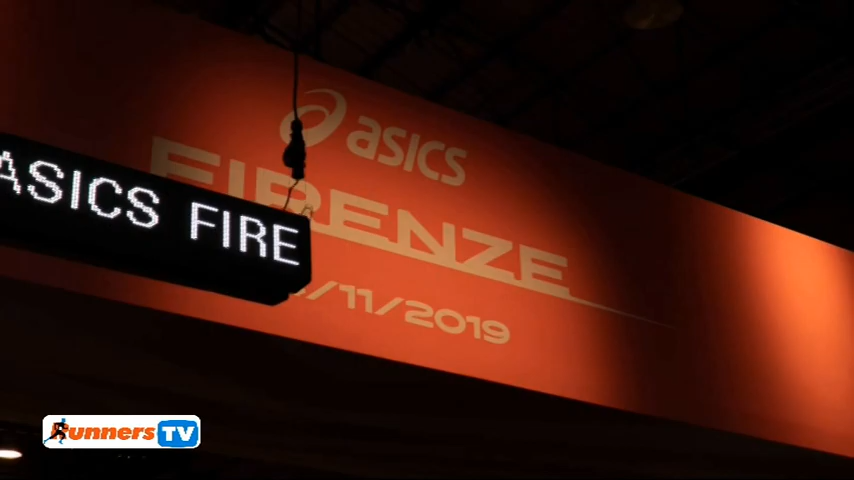 asics
FIRENZE
/11/2019
ASICS FIRE
RunnersTV